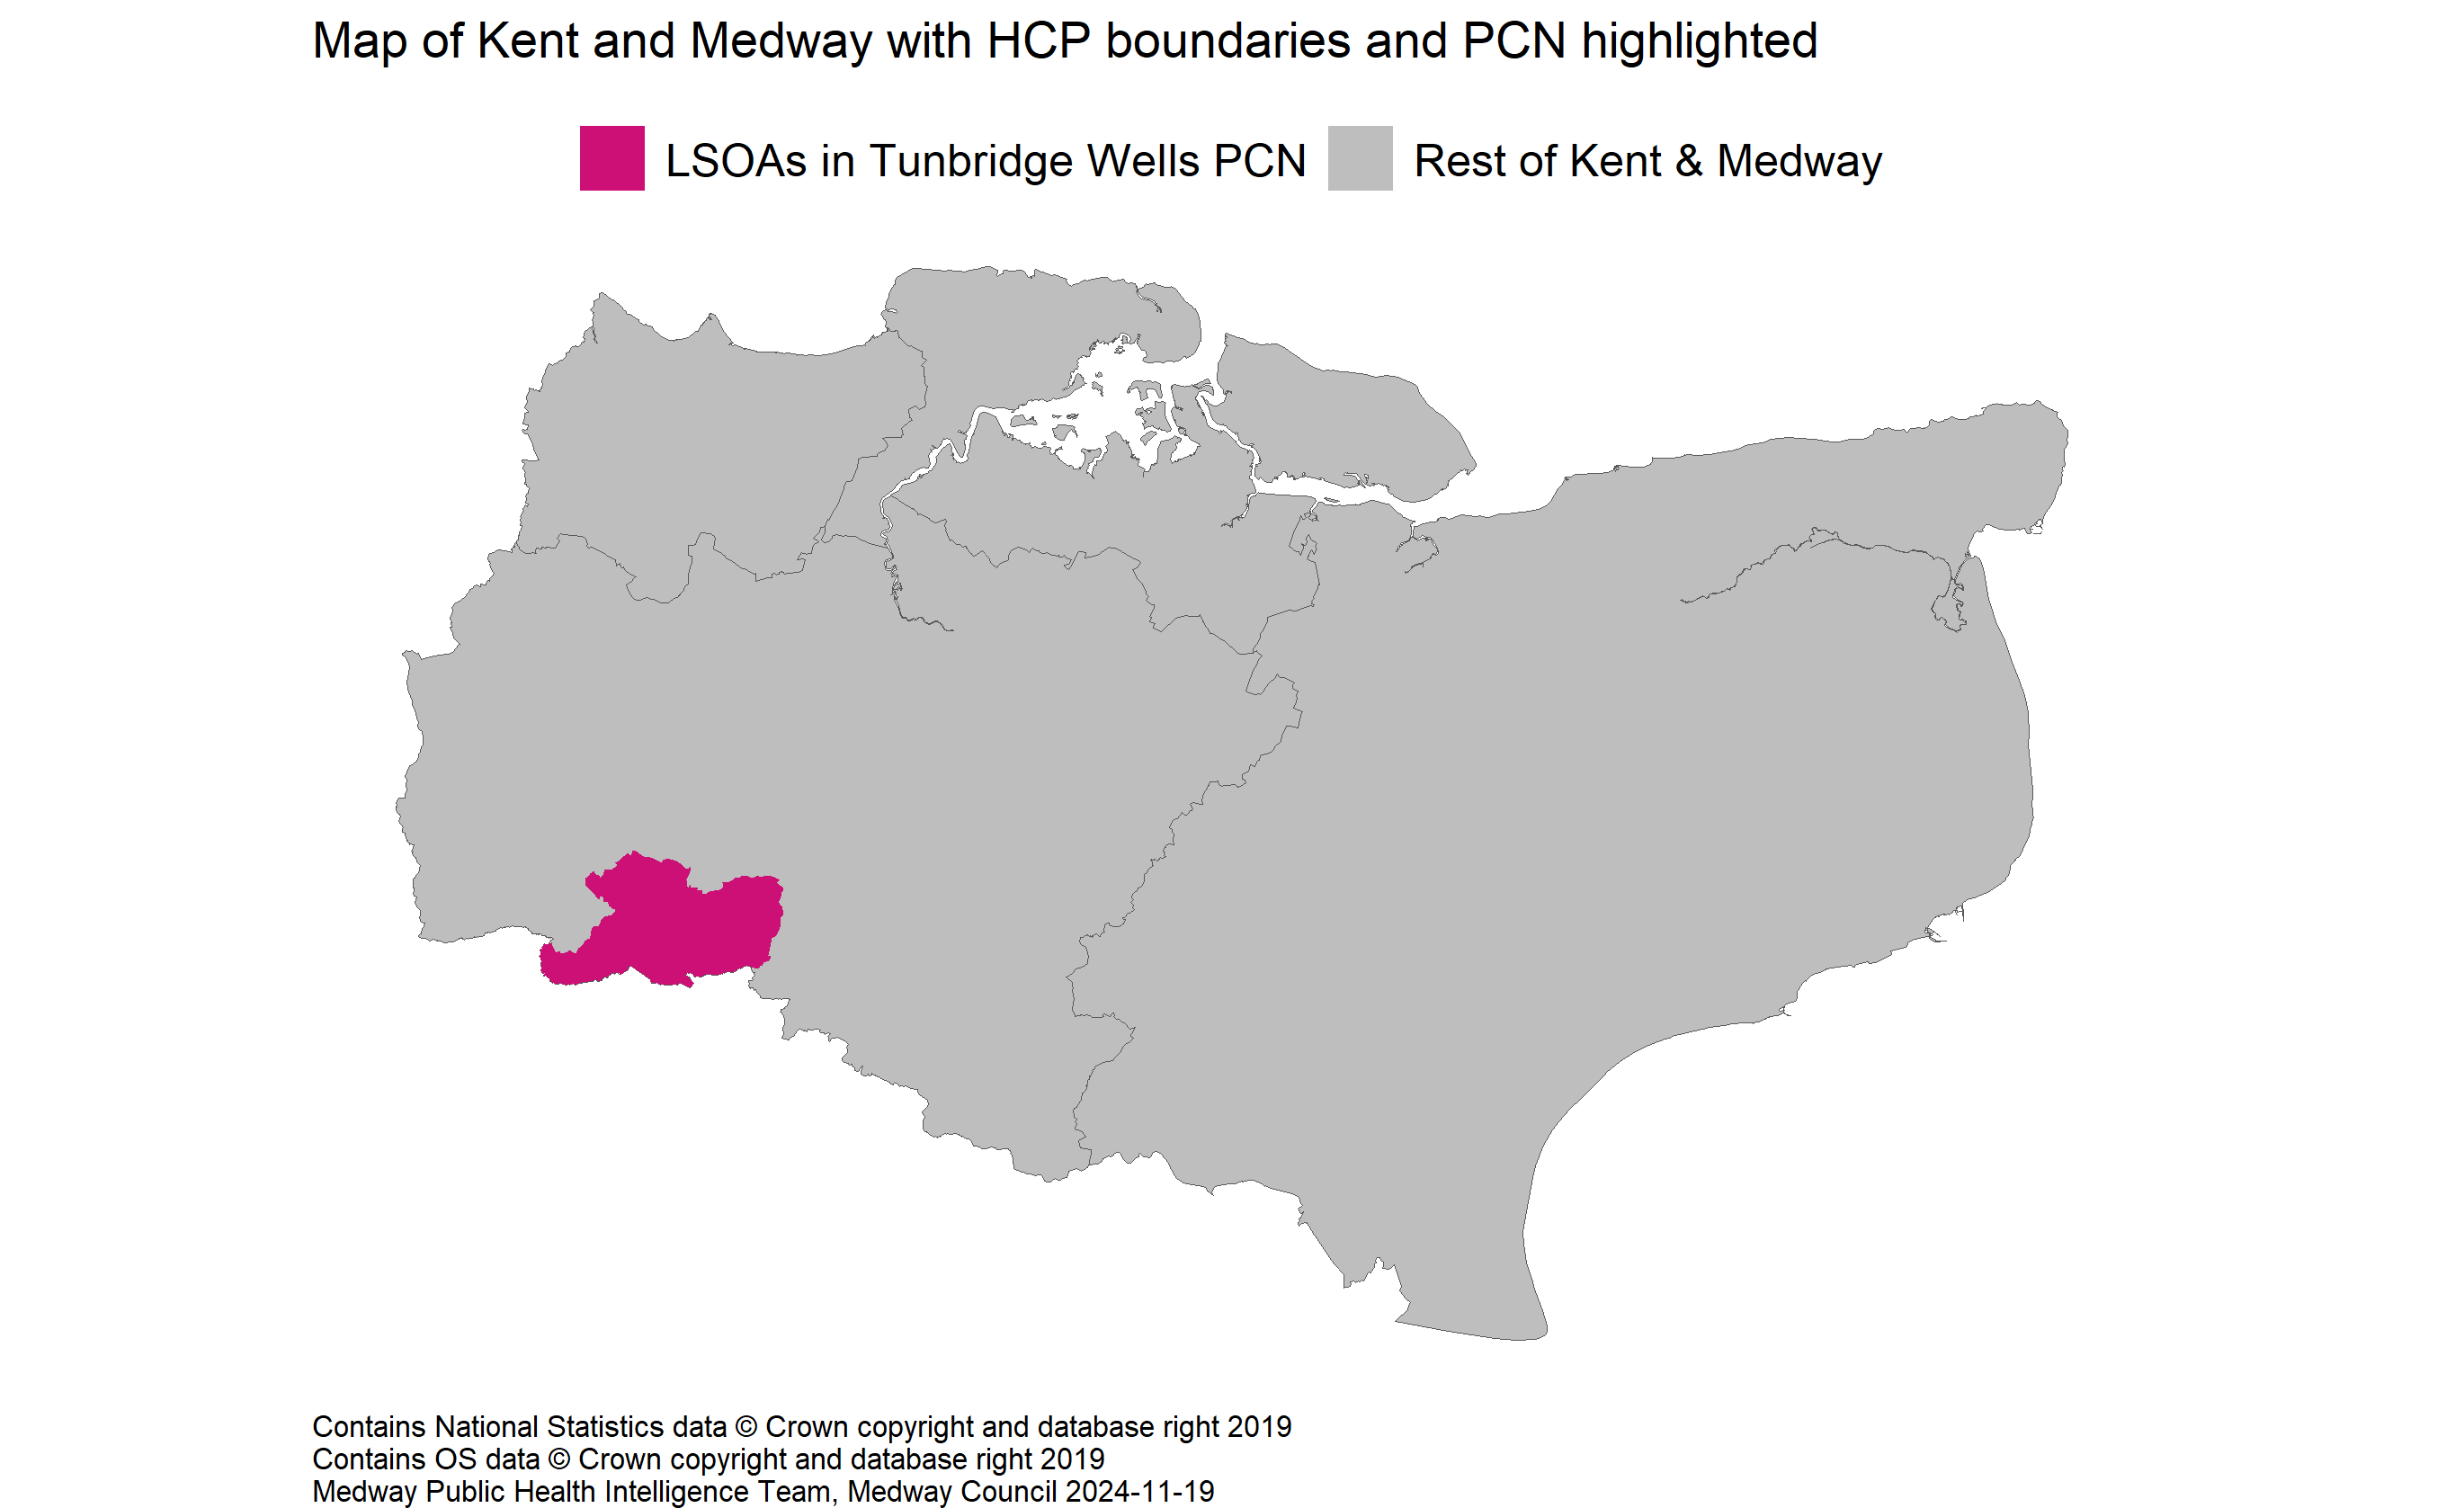 Map of Kent and Medway with HCP boundaries and PCN highlighted
LSOAs in Tunbridge Wells PCN Rest of Kent & Medway
Contains National Statistics data © Crown copyright and database right 2019
Contains OS data © Crown copyright and database right 2019
Medway Public Health Intelligence Team, Medway Council 2024-11-19